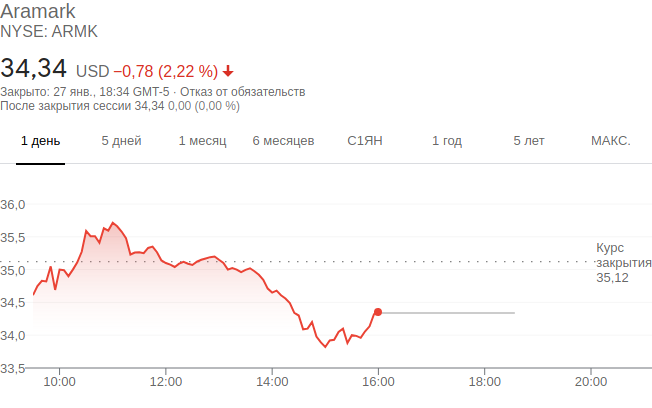 Aramark
NYSE: ARMK
34,34 USD −0,78 (2,22 %)
Закрыто: 27 янв., 18:34 GMT-5 · Отказ от обязательств
После закрытия сессии 34,34 0,00 (0,00 %)
1 день 5 дней 1 месяц 6 месяцев С1ЯН 1 год 5 лет МАКС.
36,0
35,5
35,0
34,5
34,0
33,5
Курс
закрытия
35,12
10:00 12:00 14:00 16:00 18:00 20:00